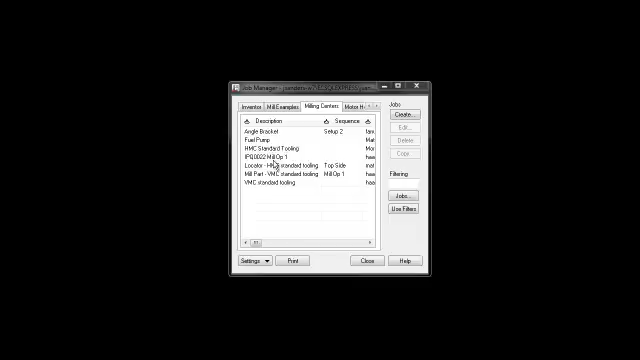 Job Manager -
Inventor Mill Examples Milling Centers Motor H
Description Sequence
Angle Bracket Setup 2
Fuel Pump
HMC Standard Tooling
Mill Op 1
Locator - HMC standard tooling Top Side
Mill Part - VMC standard tooling Mill Op 1
VMC standard tooling
Jobs
Create...
Edit...
Delete
Copy...
Filtering
Jobs...
Use Filters
Settings Print Close Help